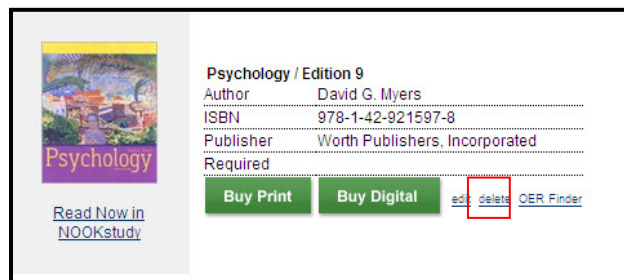 Psychology
Read Now in
NOOKstudy
Psychology / Edition 9
Author David G. Myers
ISBN 978-1-42-921597-8
Publisher Worth Publishers, Incorporated
Required
Buy Print Buy Digital edit delete OER Finder